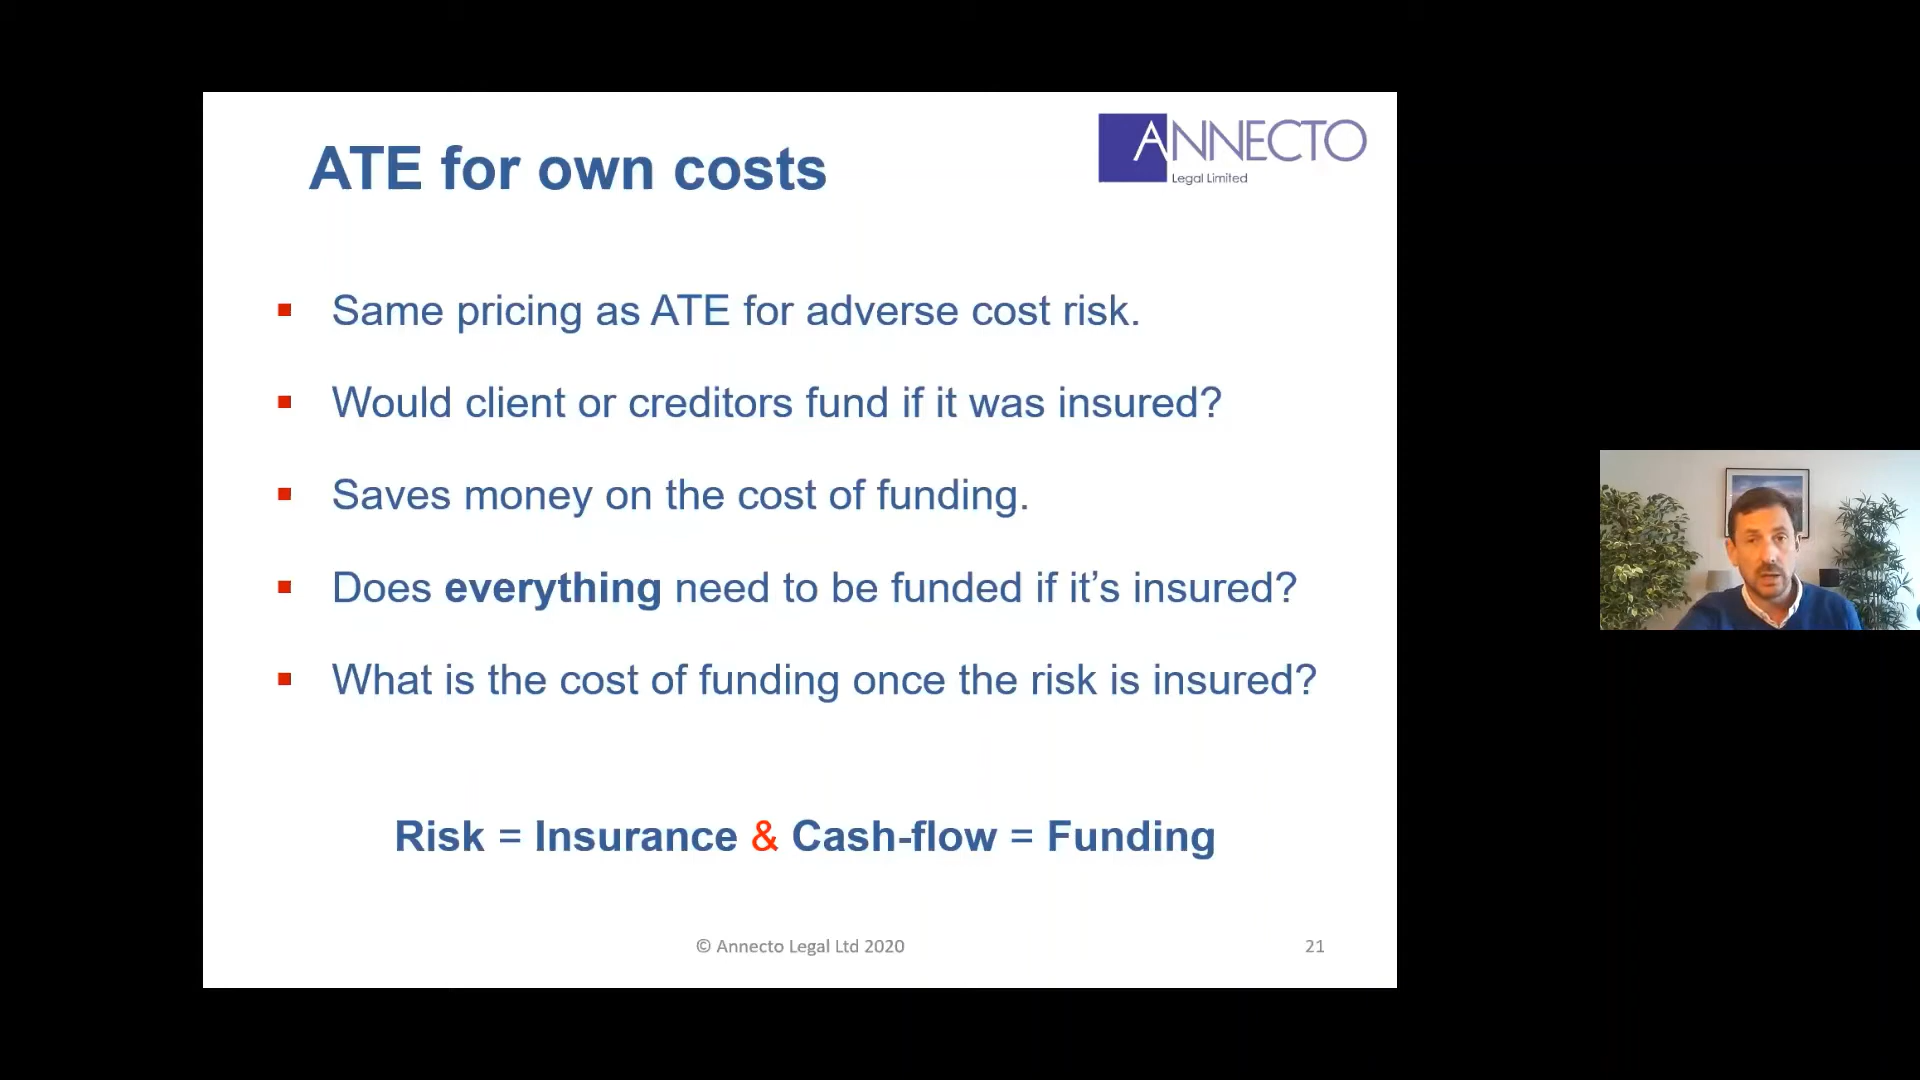 ATE for own costs
ANNECTO
Legal Limited
Same pricing as ATE for adverse cost risk.
Would client or creditors fund if it was insured?
Saves money on the cost of funding.
Does everything need to be funded if it’s insured?
What is the cost of funding once the risk is insured?
Risk = Insurance & Cash-flow = Funding
© Annecto Legal Ltd 2020
21